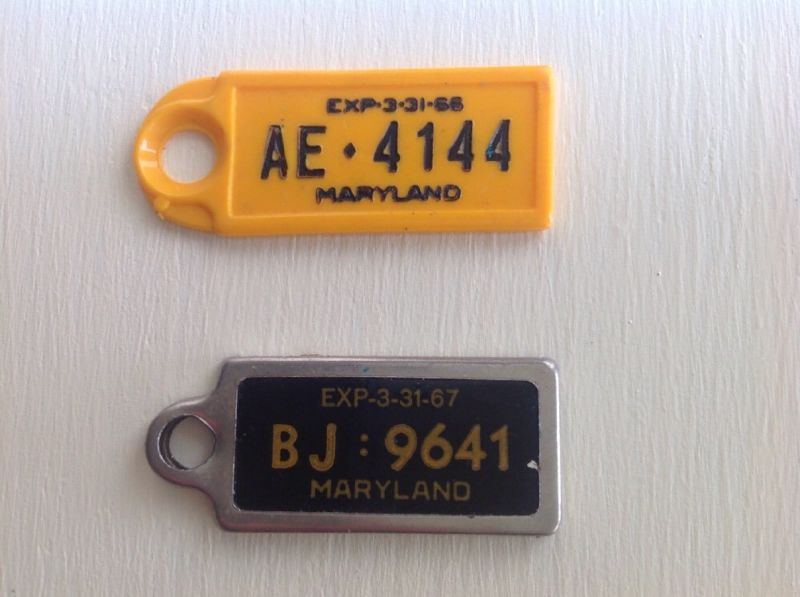 EXP-3-31-66
AE·4144
MARYLAND
EXP-3-31-67
BJ:9641
MARYLAND